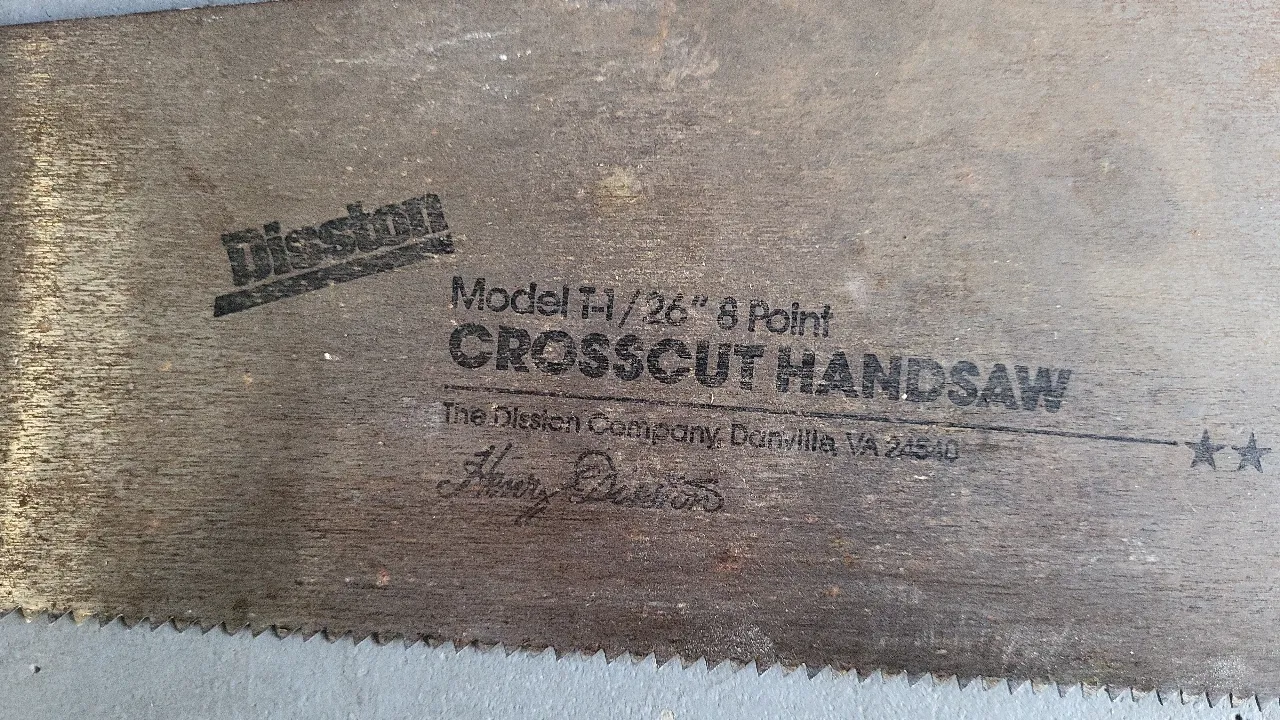 Disston
Model T-1 / 26" 8 Point
CROSSCUT HANDSAW
The Disston Company, Danville, VA 24540
Henry Disston